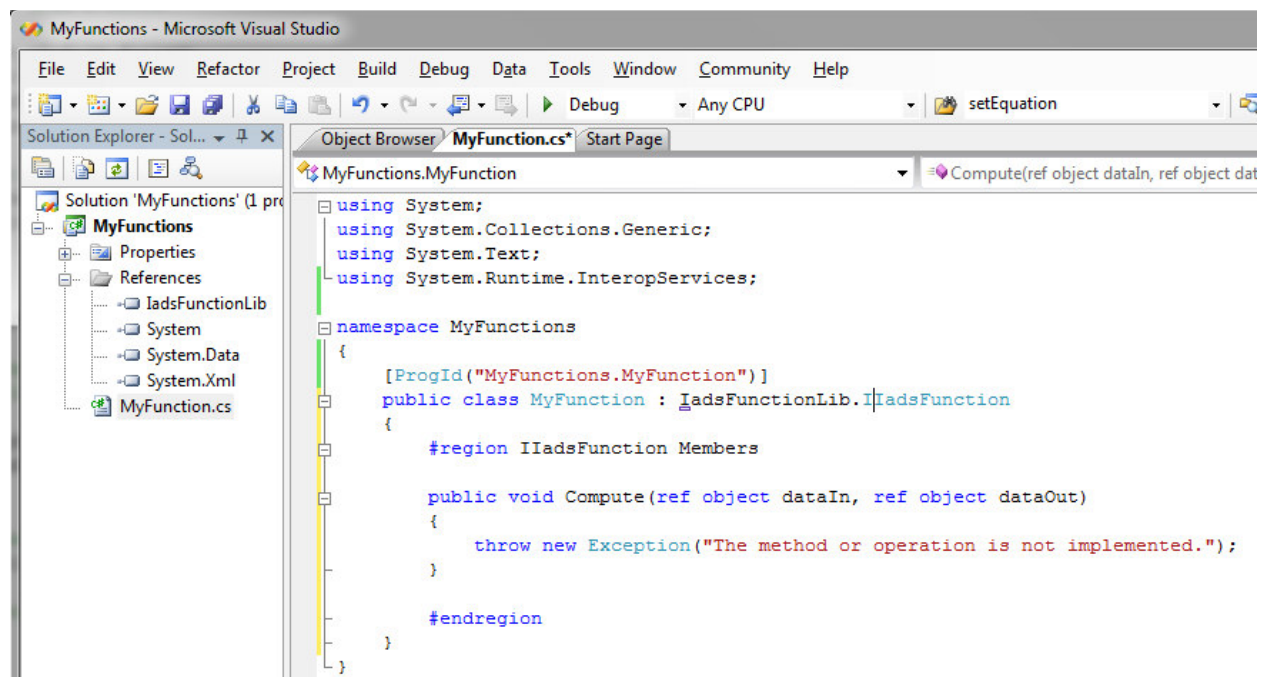 MyFunctions - Microsoft Visual Studio
File Edit View Refactor Project Build Debug Data Tools Window Community Help
Debug Any CPU setEquation
Solution Explorer - Sol...
Object Browser MyFunction.cs* Start Page
MyFunctions.MyFunction
Compute(ref object dataIn, ref object dat
Solution 'MyFunctions' (1 pro
MyFunctions
Properties
References
IadsFunctionLib
System
System.Data
System.Xml
MyFunction.cs
using System;
using System.Collections.Generic;
using System.Text;
using System.Runtime.InteropServices;
namespace MyFunctions
{
[ProgId("MyFunctions.MyFunction")]
public class MyFunction : IadsFunctionLib.IIadsFunction
{
#region IIadsFunction Members
public void Compute(ref object dataIn, ref object dataOut)
{
throw new Exception("The method or operation is not implemented.");
}
#endregion
}
}